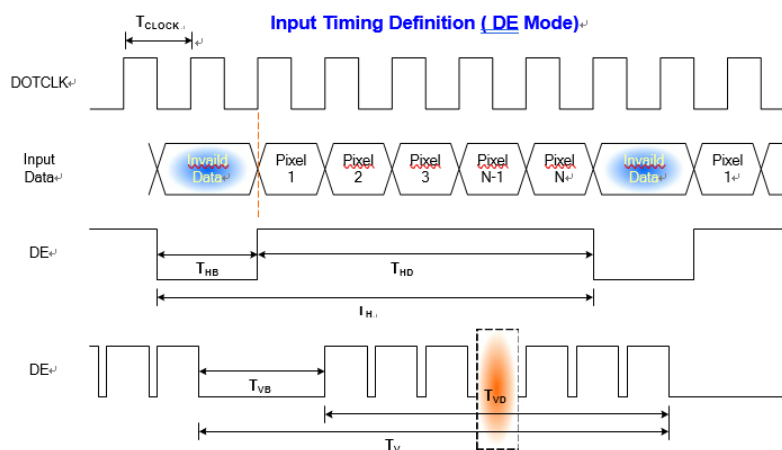 Input Timing Definition ( DE Mode)
TCLOCK
DOTCLK
Input Data
Invaild Data
Pixel 1
Pixel 2
Pixel 3
Pixel N-1
Pixel N
Invaild Data
Pixel 1
DE
THB
THD
TH
DE
TVB
TVD
TV